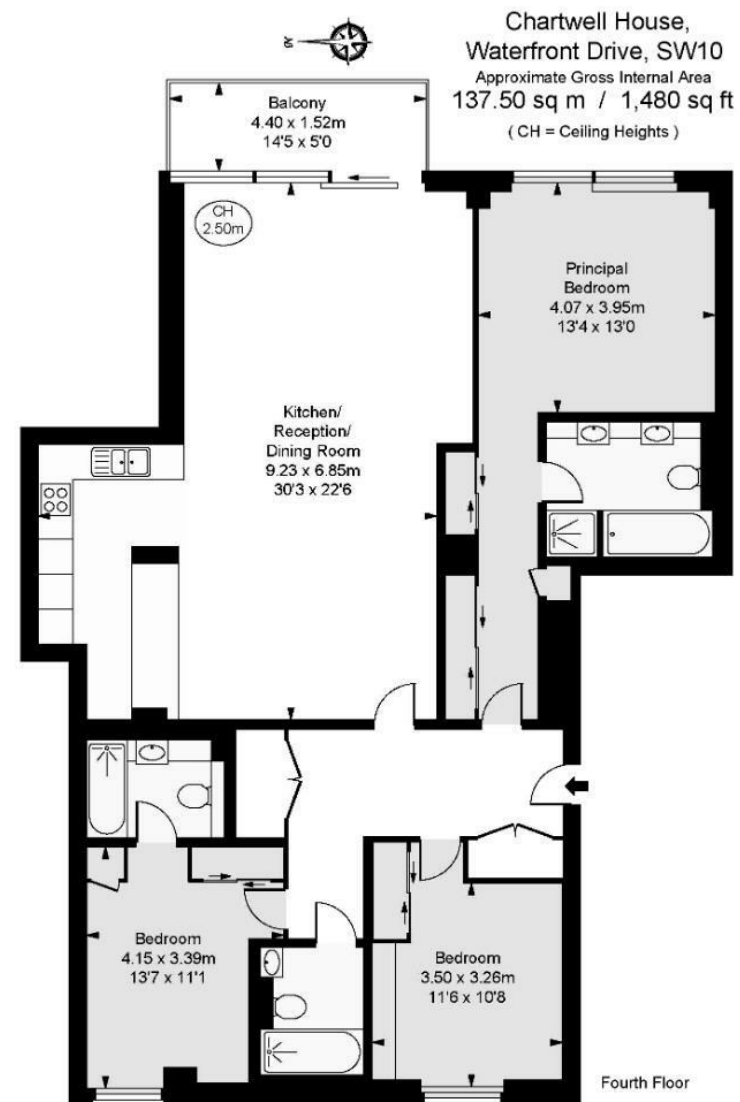 Chartwell House,
Waterfront Drive, SW10
Approximate Gross Internal Area
137.50 sq m / 1,480 sq ft
( CH = Ceiling Heights )
Balcony
4.40 x 1.52m
14'5 x 5'0
CH
2.50m
Principal
Bedroom
4.07 x 3.95m
13'4 x 13'0
Kitchen/
Reception/
Dining Room
9.23 x 6.85m
30'3 x 22'6
Bedroom
4.15 x 3.39m
13'7 x 11'1
Bedroom
3.50 x 3.26m
11'6 x 10'8
Fourth Floor